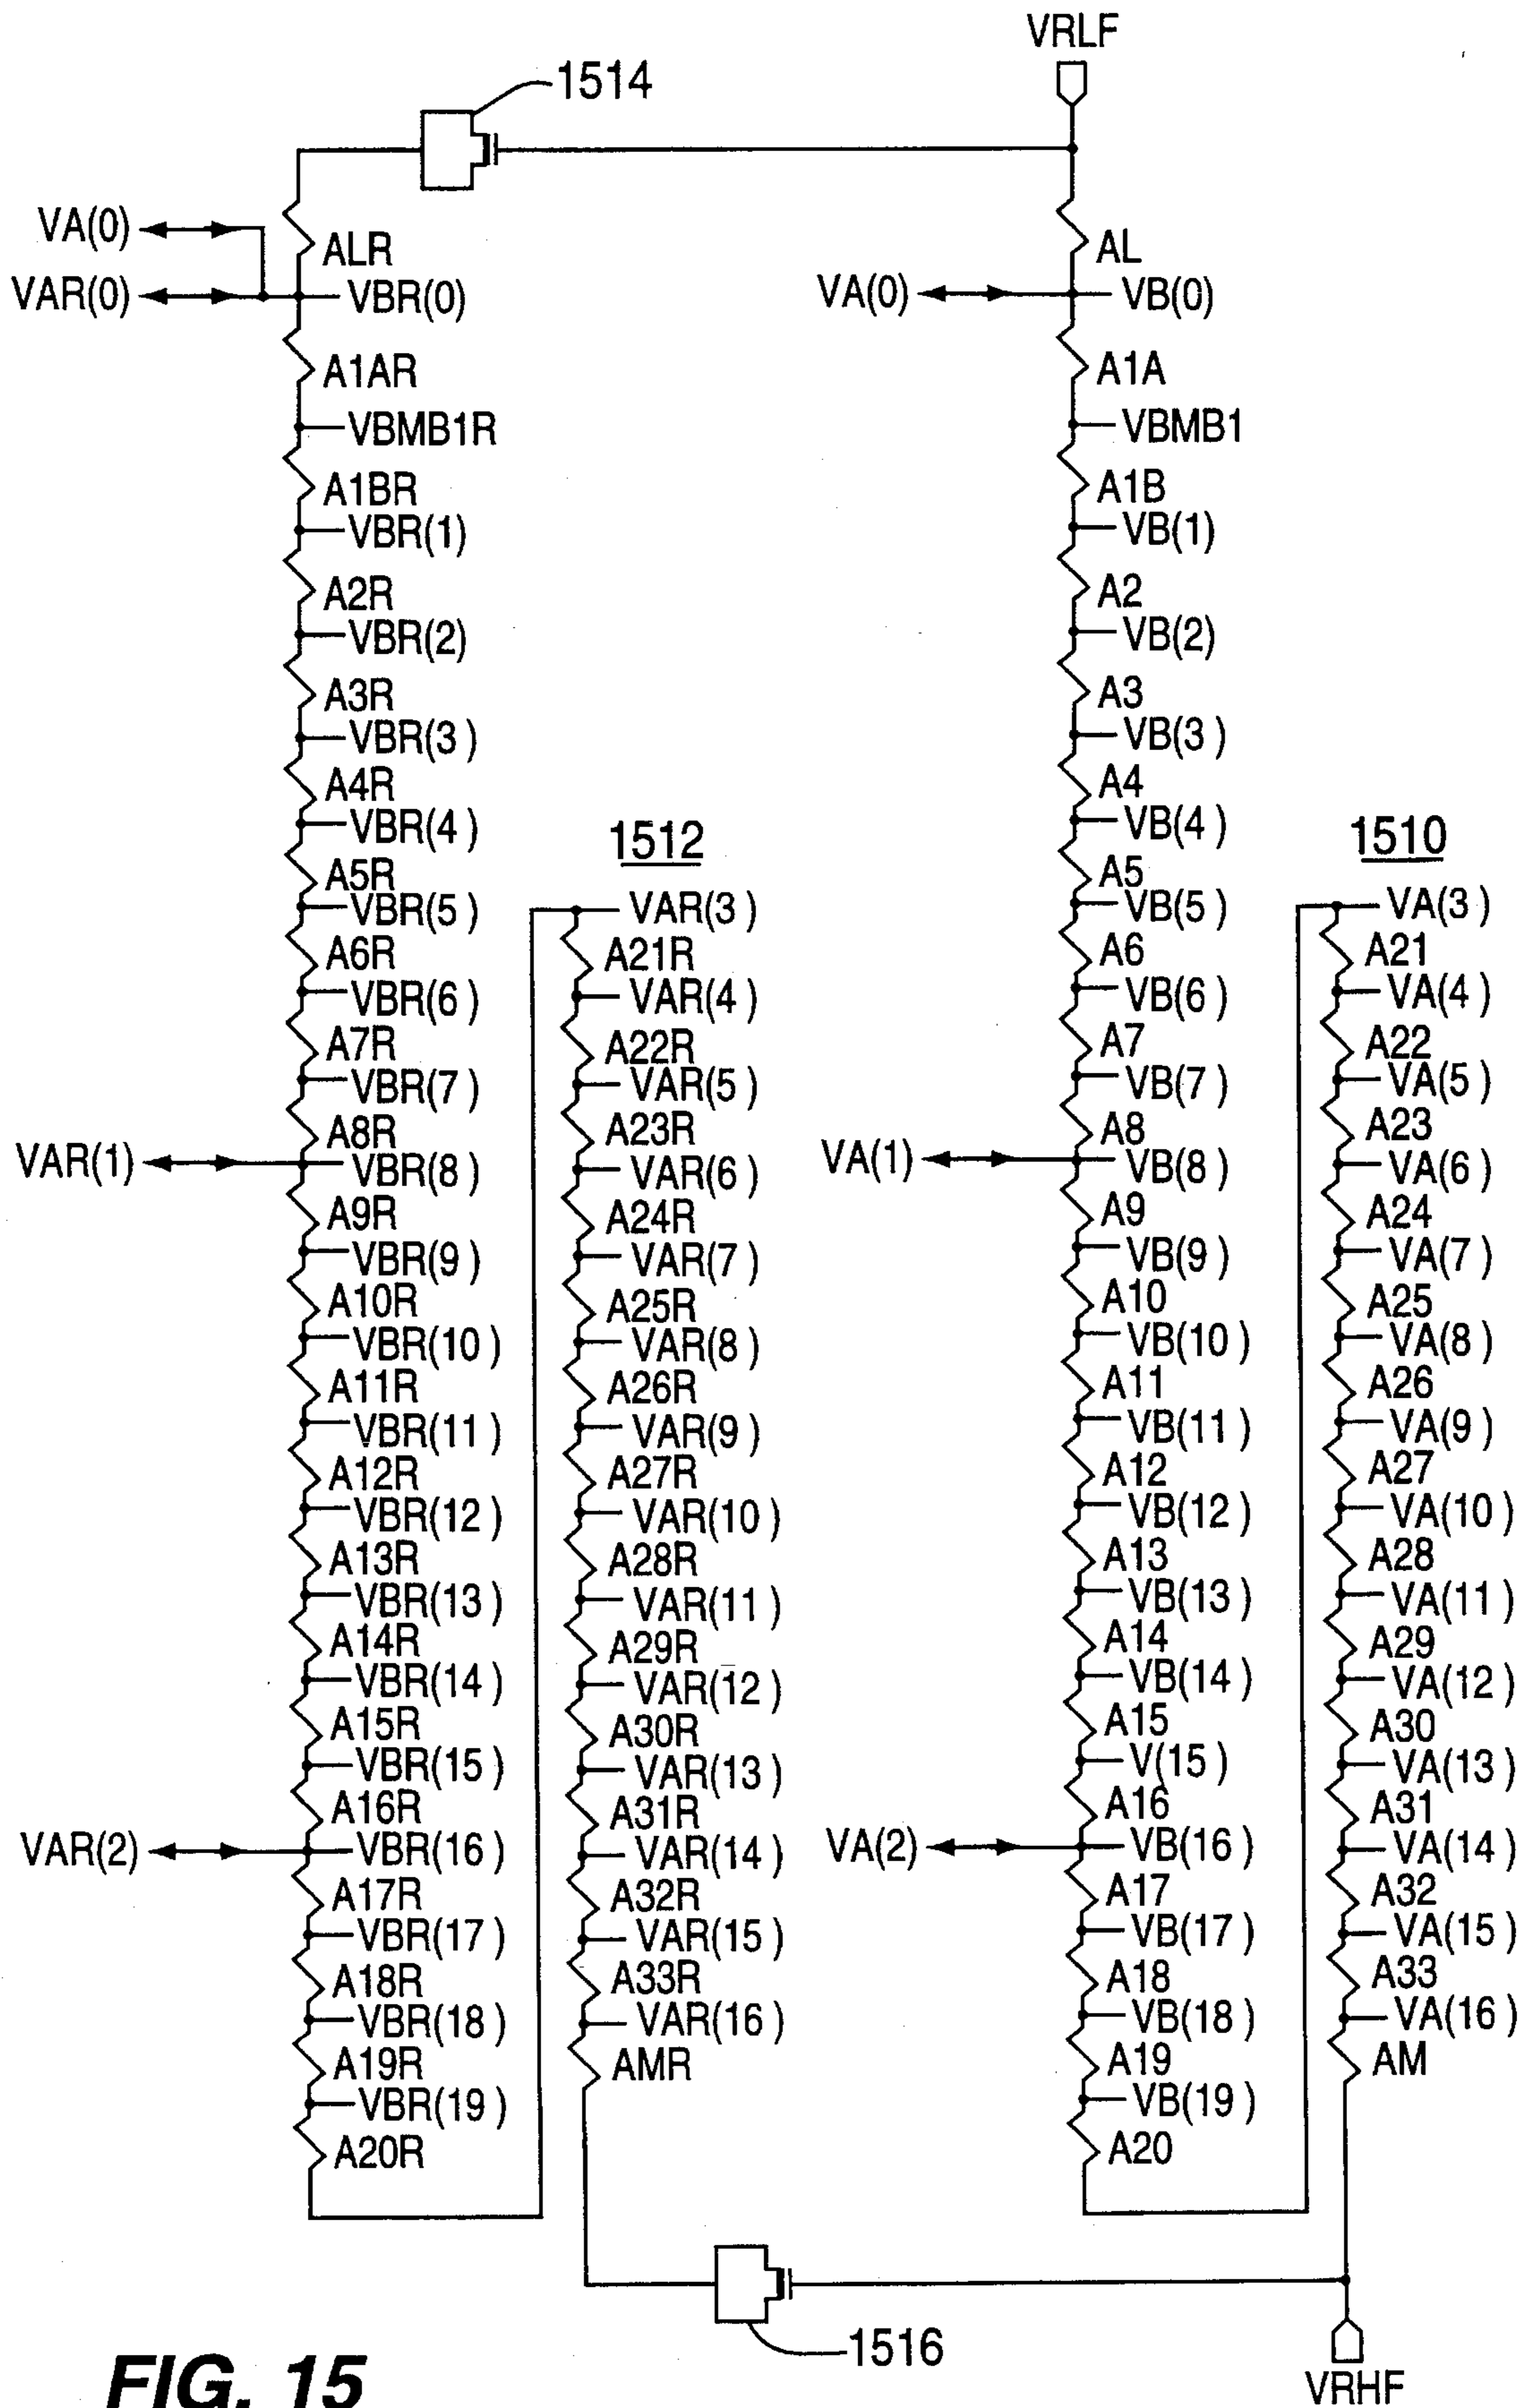 VRLF
1514
VA(0)
ALR
VAR(0)
VBR(0)
A1AR
VBMB1R
A1BR
VBR(1)
A2R
VBR(2)
A3R
VBR(3)
A4R
VBR(4)
A5R
VBR(5)
A6R
VBR(6)
A7R
VBR(7)
A8R
VAR(1)
VBR(8)
A9R
VBR(9)
A10R
VBR(10)
A11R
VBR(11)
A12R
VBR(12)
A13R
VBR(13)
A14R
VBR(14)
A15R
VBR(15)
A16R
VAR(2)
VBR(16)
A17R
VBR(17)
A18R
VBR(18)
A19R
VBR(19)
A20R
1512
VAR(3)
A21R
VAR(4)
A22R
VAR(5)
A23R
VAR(6)
A24R
VAR(7)
A25R
VAR(8)
A26R
VAR(9)
A27R
VAR(10)
A28R
VAR(11)
A29R
VAR(12)
A30R
VAR(13)
A31R
VAR(14)
A32R
VAR(15)
A33R
VAR(16)
AMR
AL
VA(0)
VB(0)
A1A
VBMB1
A1B
VB(1)
A2
VB(2)
A3
VB(3)
A4
VB(4)
A5
VB(5)
A6
VB(6)
A7
VB(7)
A8
VA(1)
VB(8)
A9
VB(9)
A10
VB(10)
A11
VB(11)
A12
VB(12)
A13
VB(13)
A14
VB(14)
A15
V(15)
A16
VA(2)
VB(16)
A17
VB(17)
A18
VB(18)
A19
VB(19)
A20
1510
VA(3)
A21
VA(4)
A22
VA(5)
A23
VA(6)
A24
VA(7)
A25
VA(8)
A26
VA(9)
A27
VA(10)
A28
VA(11)
A29
VA(12)
A30
VA(13)
A31
VA(14)
A32
VA(15)
A33
VA(16)
AM
1516
VRHF
FIG. 15